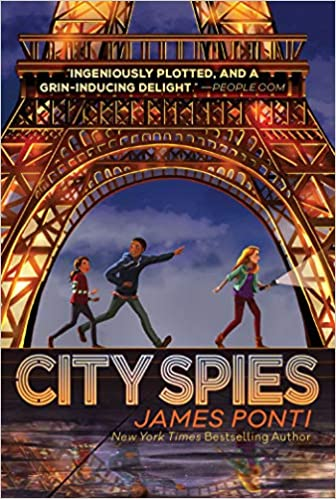 "INGENIOUSLY PLOTTED, AND A
GRIN-INDUCING DELIGHT." —PEOPLE.COM
CITY SPIES
JAMES PONTI
New York Times Bestselling Author